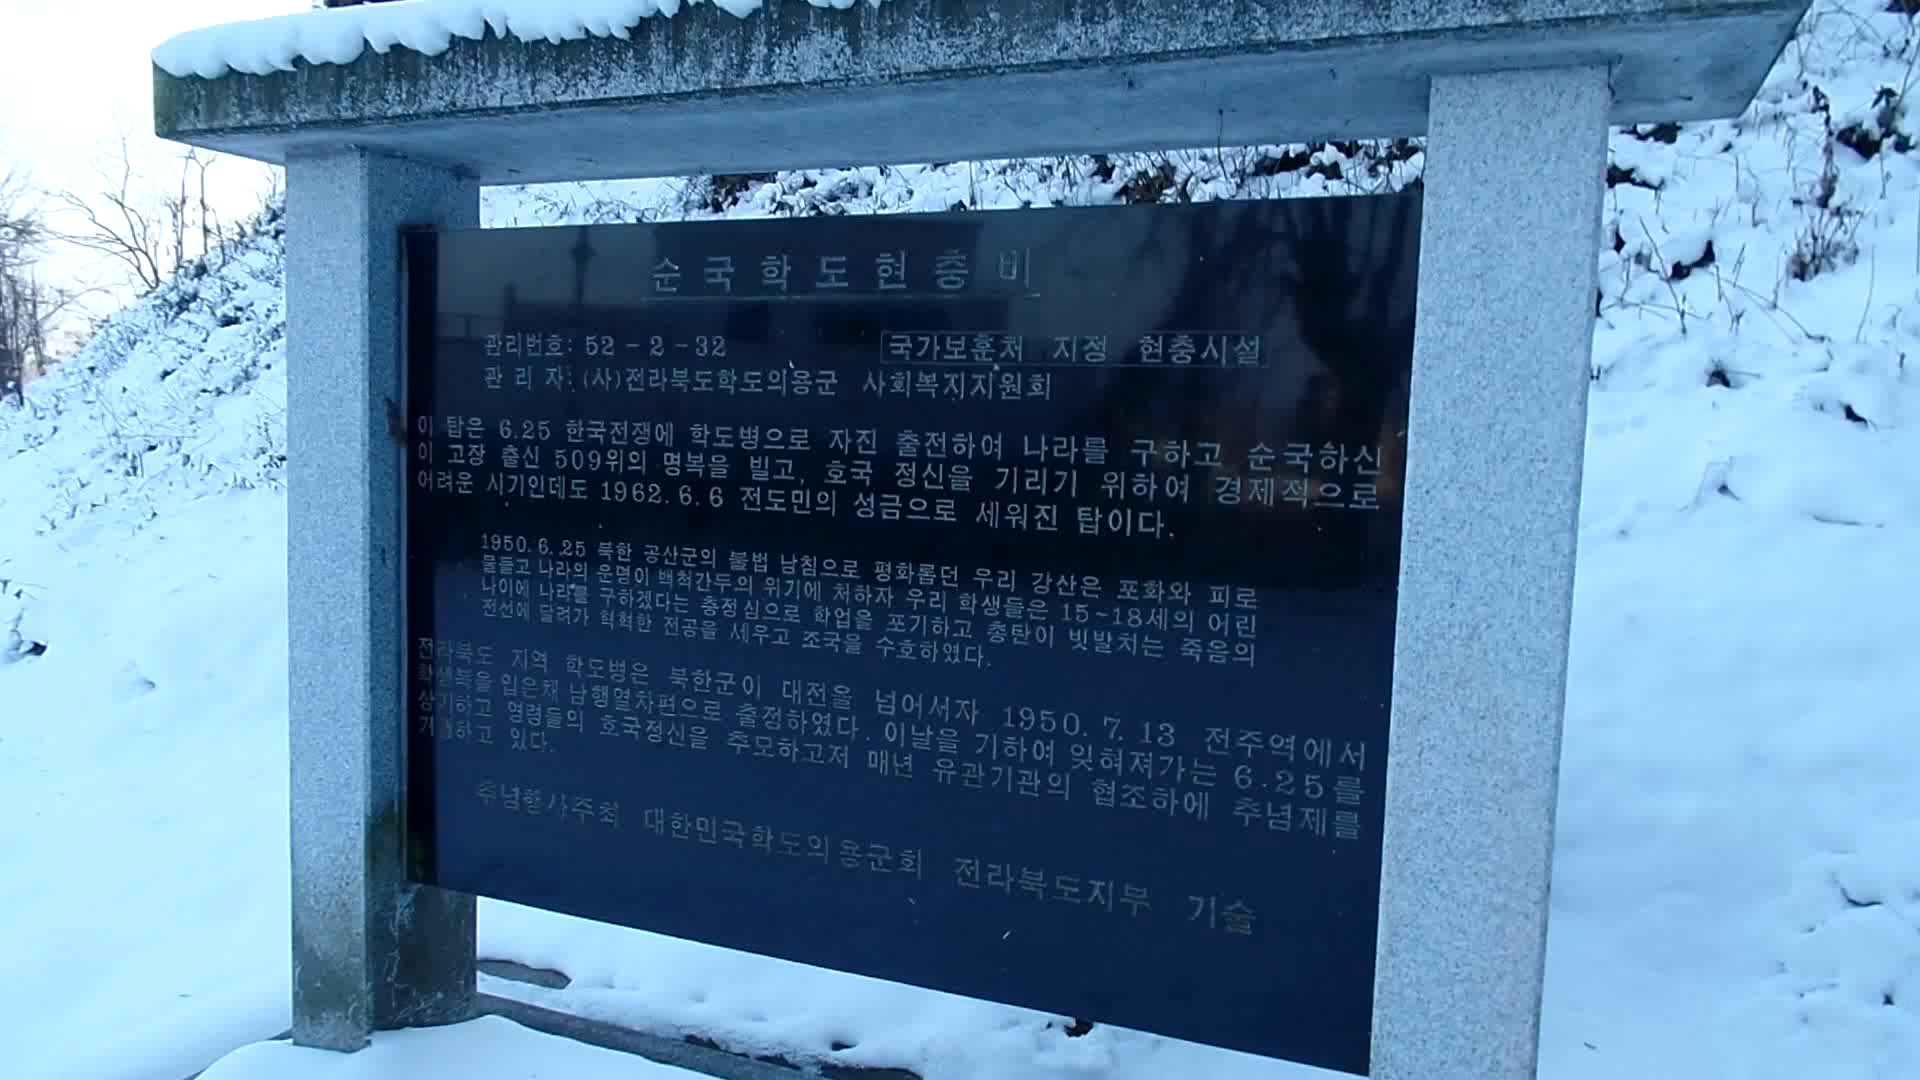 순국학도현충비
관리번호: 52-2-32 국가보훈처 지정 현충시설
관 리 자: (사)전라북도학도의용군 사회복지지원회
이 탑은 6.25 한국전쟁에 학도병으로 자진 출전하여 나라를 구하고 순국하신
이 고장 출신 509위의 명복을 빌고, 호국 정신을 기리기 위하여 경제적으로
어려운 시기인데도 1962.6.6 전도민의 성금으로 세워진 탑이다.
1950.6.25 북한 공산군의 불법 남침으로 평화롭던 우리 강산은 포화와 피로
물들고 나라의 운명이 백척간두의 위기에 처하자 우리 학생들은 15~18세의 어린
나이에 나라를 구하겠다는 충정심으로 학업을 포기하고 총탄이 빗발치는 죽음의
전선에 달려가 혁혁한 전공을 세우고 조국을 수호하였다.
전라북도 지역 학도병은 북한군이 대전을 넘어서자 1950. 7. 13 전주역에서
학생복을 입은채 남행열차편으로 출정하였다. 이날을 기하여 잊혀져가는 6.25를
상기하고 영령들의 호국정신을 추모하고저 매년 유관기관의 협조하에 추념제를
거행하고 있다.
추념행사주최 대한민국학도의용군회 전라북도지부 기술